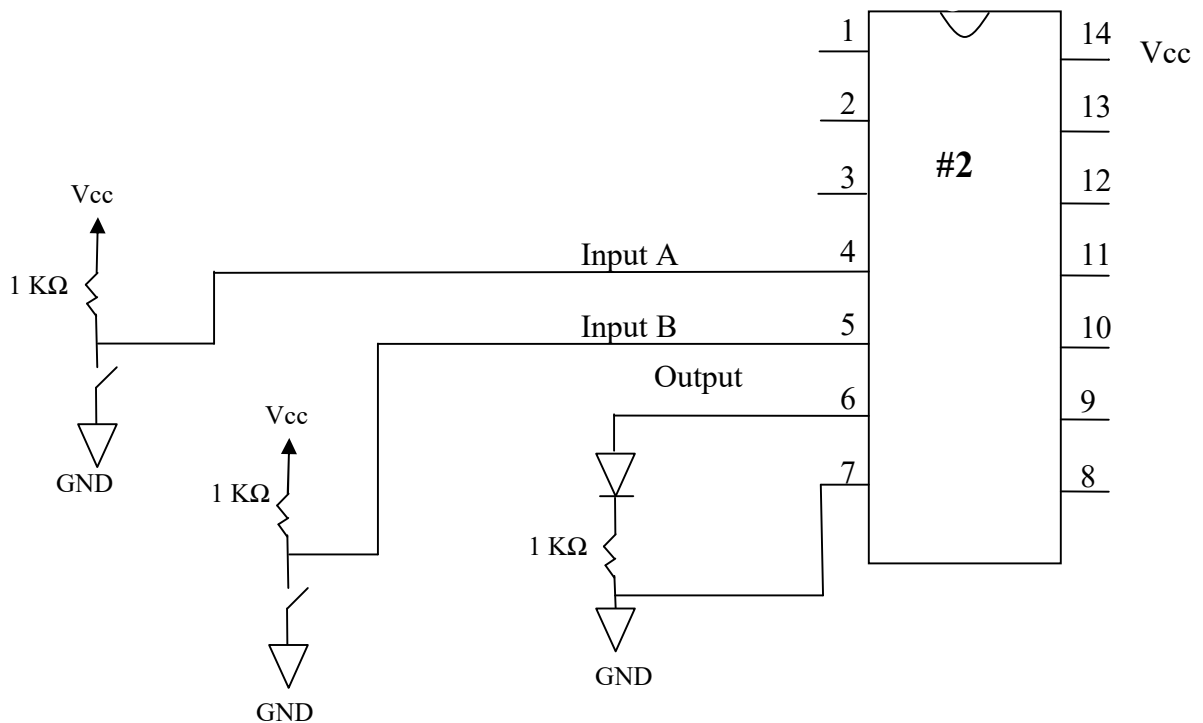 1
14
Vcc
2
13
#2
3
12
Vcc
Input A
4
11
1 KΩ
Input B
5
10
Output
6
9
Vcc
GND
7
8
1 KΩ
1 KΩ
GND
GND